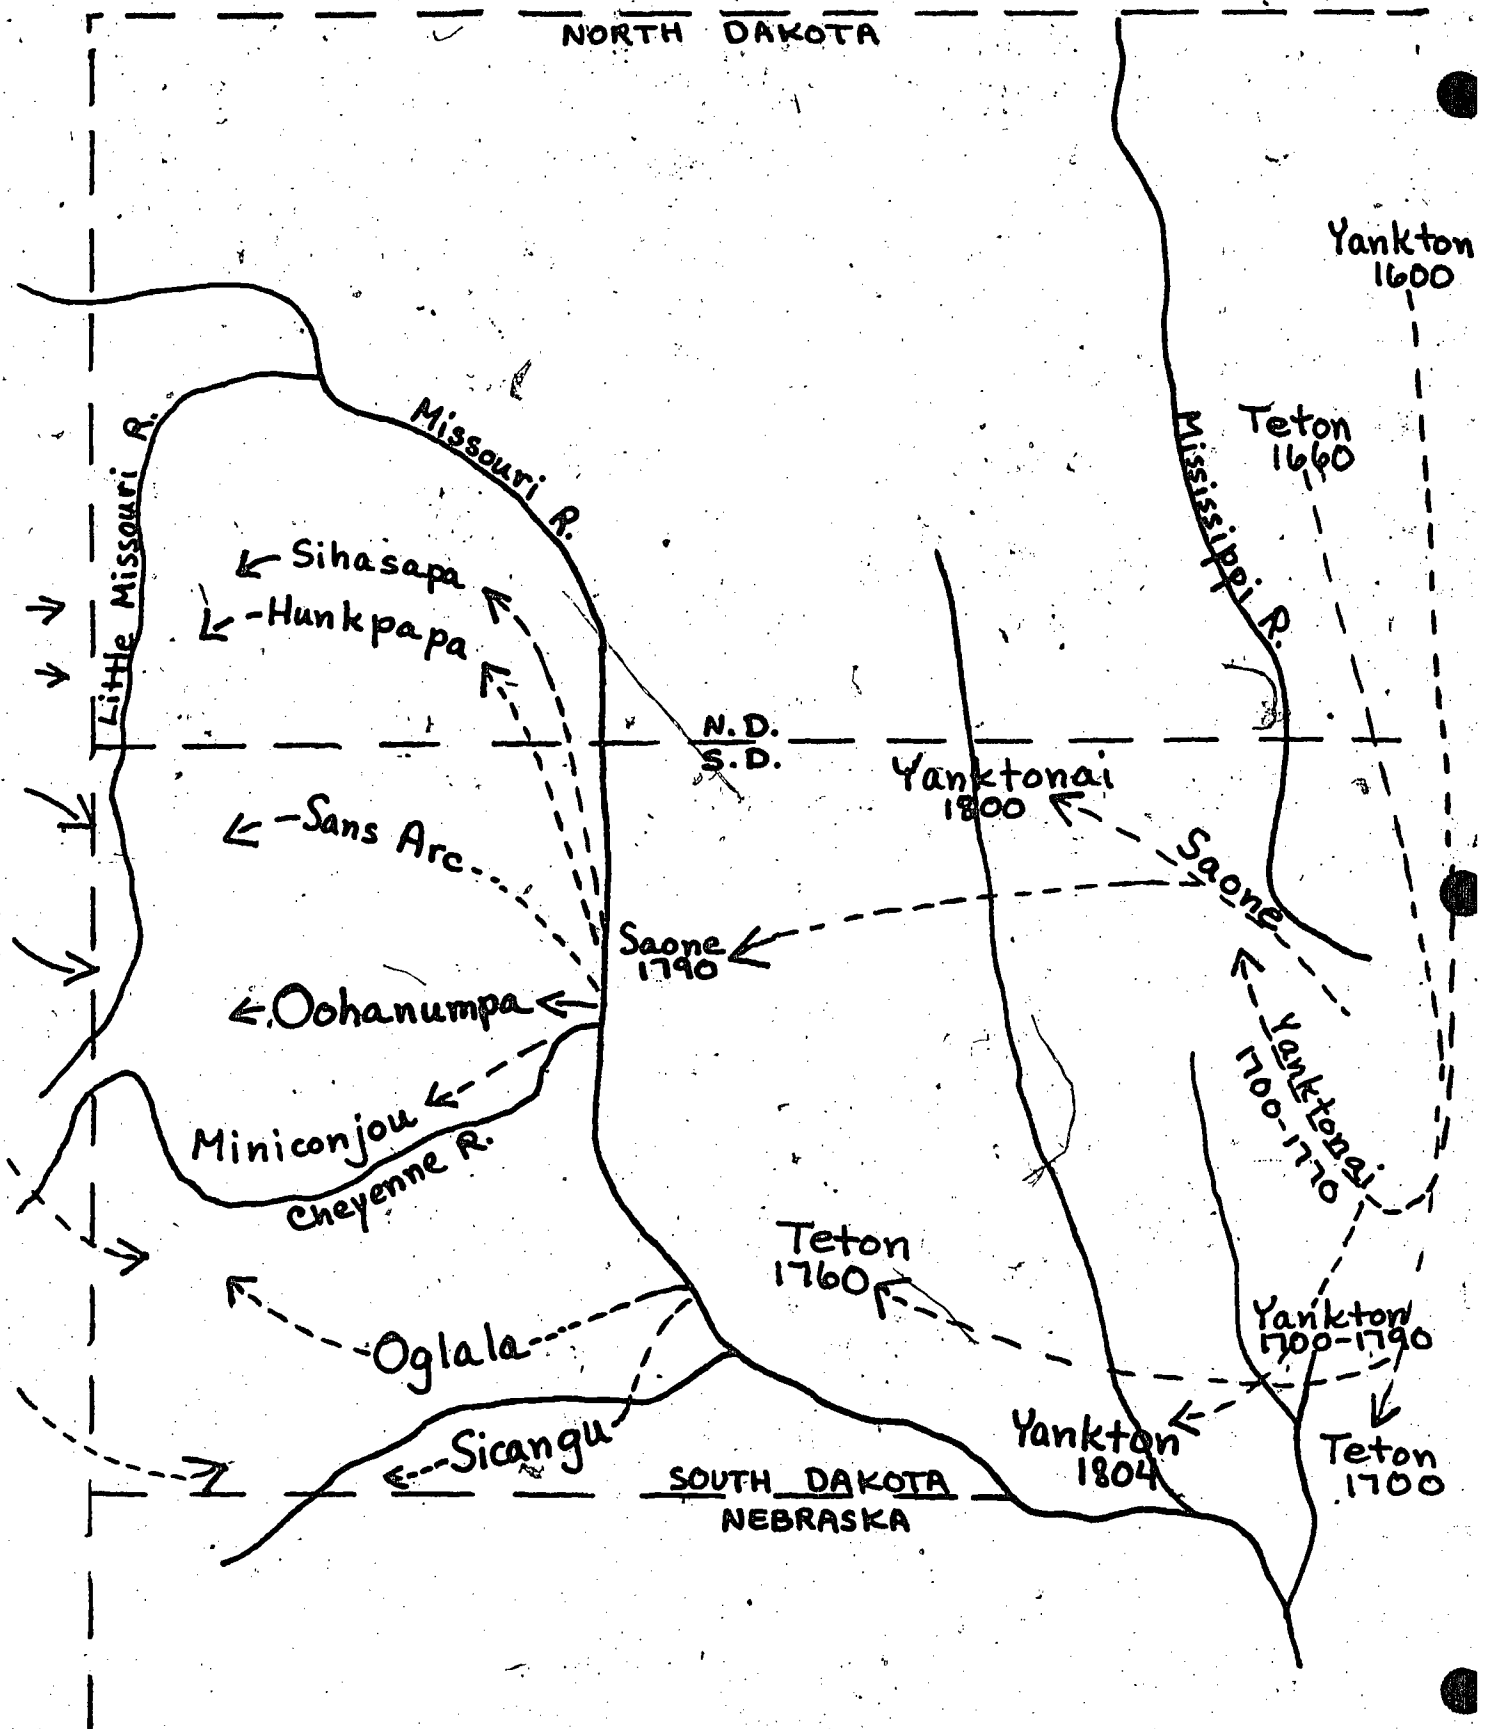 NORTH DAKOTA
Yankton
1600
Teton
1660
Missouri R.
Mississippi R.
Little Missouri R.
Sihasapa
Hunkpapa
N.D.
S.D.
Yanktonai
1800
Sans Arc
Saone
Saone
1790
Oohanumpa
Yanktonai
1700-1770
Miniconjou
Cheyenne R.
Teton
1760
Oglala
Yankton
1700-1790
Yankton
1804
Sicangu
Teton
1700
SOUTH DAKOTA
NEBRASKA